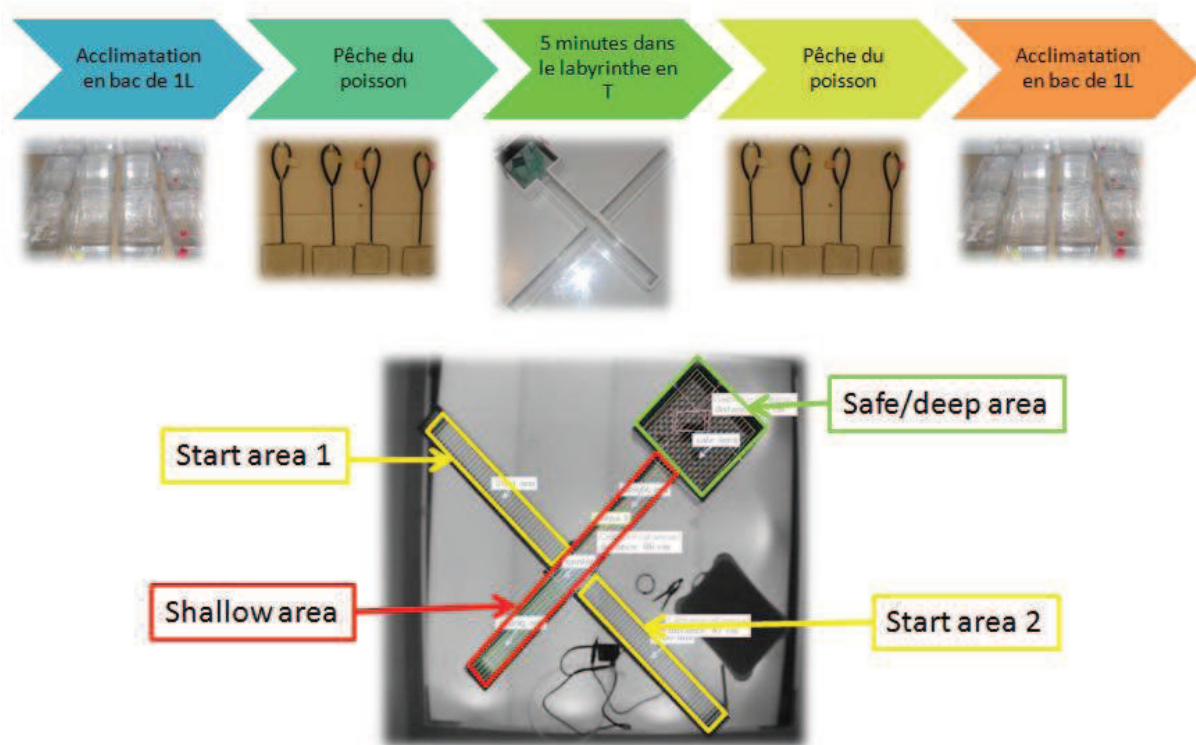 Acclimatation
en bac de 1L
Pêche du
poisson
5 minutes dans
le labyrinthe en
T
Pêche du
poisson
Acclimatation
en bac de 1L
Safe/deep area
Start area 1
Shallow area
Start area 2